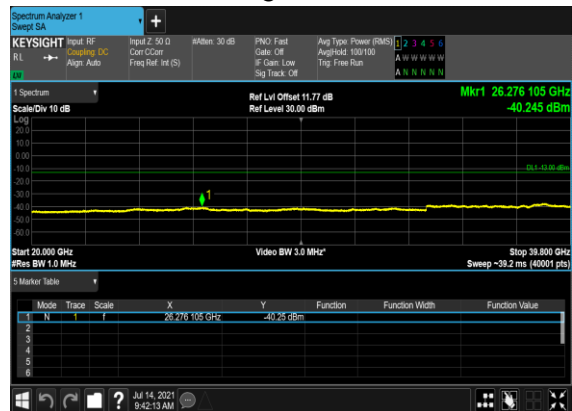 Spectrum Analyzer 1
Swept SA
+
KEYSIGHT Input: RF Input Z: 50 Ω #Atten: 30 dB PNO: Fast Avg Type: Power (RMS) 1 2 3 4 5 6
RL Coupling: DC Corr CCorr Gate: Off Avg|Hold: 100/100 A W W W W W
Align: Auto Freq Ref: Int (S) IF Gain: Low Trig: Free Run
Sig Track: Off A N N N N N
1 Spectrum Ref Lvl Offset 11.77 dB Mkr1 26.276 105 GHz
Scale/Div 10 dB Ref Level 30.00 dBm -40.245 dBm
Log
20.0
10.0
0.00
-10.0 DL1 -13.00 dBm
-20.0
-30.0
1
-40.0
-50.0
-60.0
Start 20.000 GHz Video BW 3.0 MHz* Stop 39.800 GHz
#Res BW 1.0 MHz Sweep ~39.2 ms (40001 pts)
5 Marker Table
Mode Trace Scale X Y Function Function Width Function Value
1 N 1 f 26.276 105 GHz -40.25 dBm
2
3
4
5
6
? Jul 14, 2021
9:42:13 AM